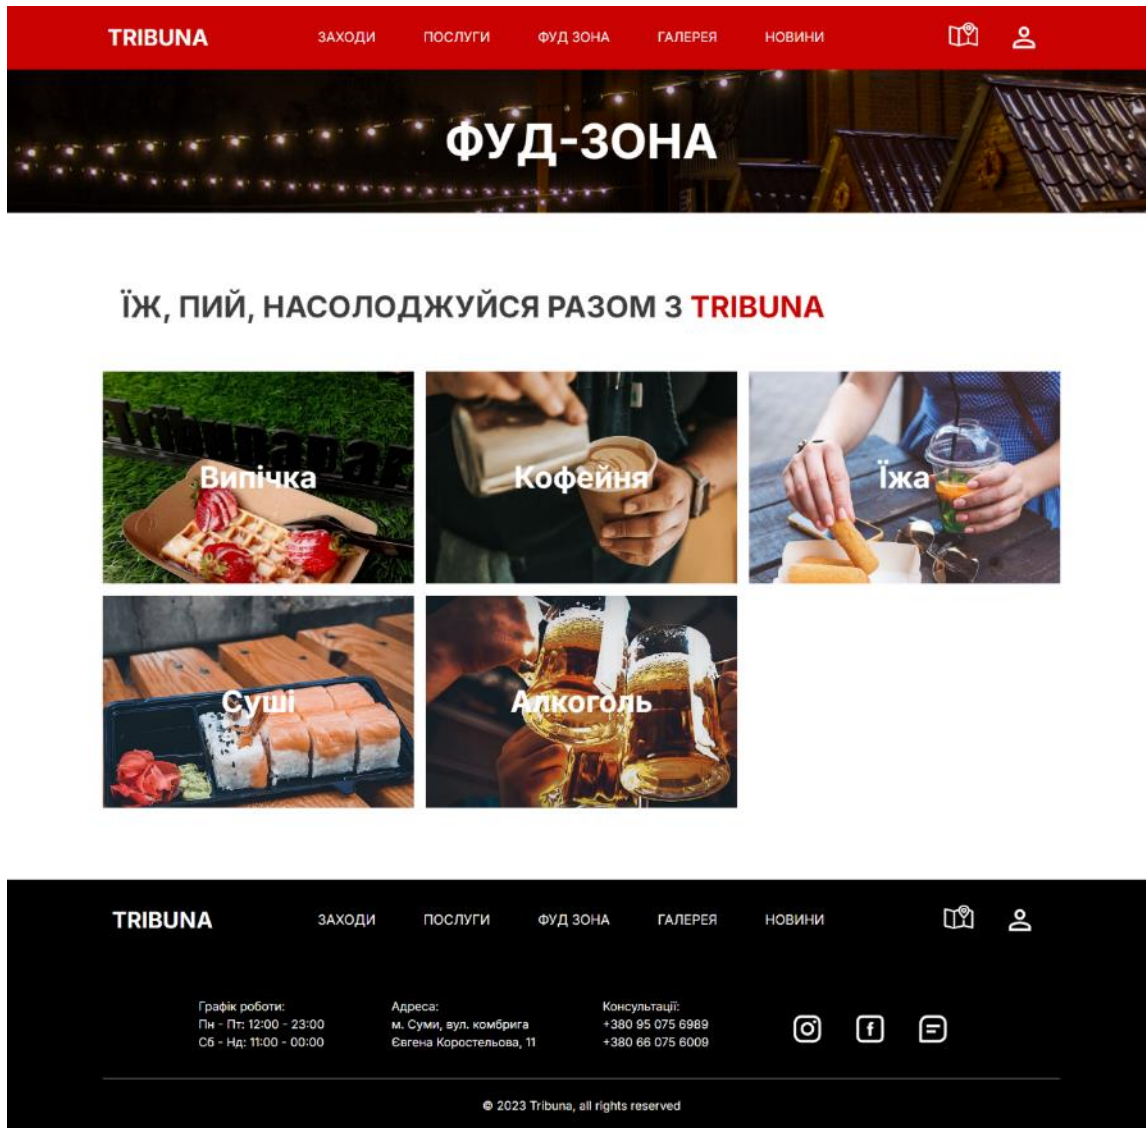 TRIBUNA ЗАХОДИ ПОСЛУГИ ФУД ЗОНА ГАЛЕРЕЯ НОВИНИ
ФУД-ЗОНА
ЇЖ, ПИЙ, НАСОЛОДЖУЙСЯ РАЗОМ З TRIBUNA
Випічка
Кофейня
Їжа
Суші
Алкоголь
TRIBUNA ЗАХОДИ ПОСЛУГИ ФУД ЗОНА ГАЛЕРЕЯ НОВИНИ
Графік роботи:
Пн - Пт: 12:00 - 23:00
Сб - Нд: 11:00 - 00:00
Адреса:
м. Суми, вул. комбрига
Євгена Коростельова, 11
Консультації:
+380 95 075 6989
+380 66 075 6009
© 2023 Tribuna, all rights reserved